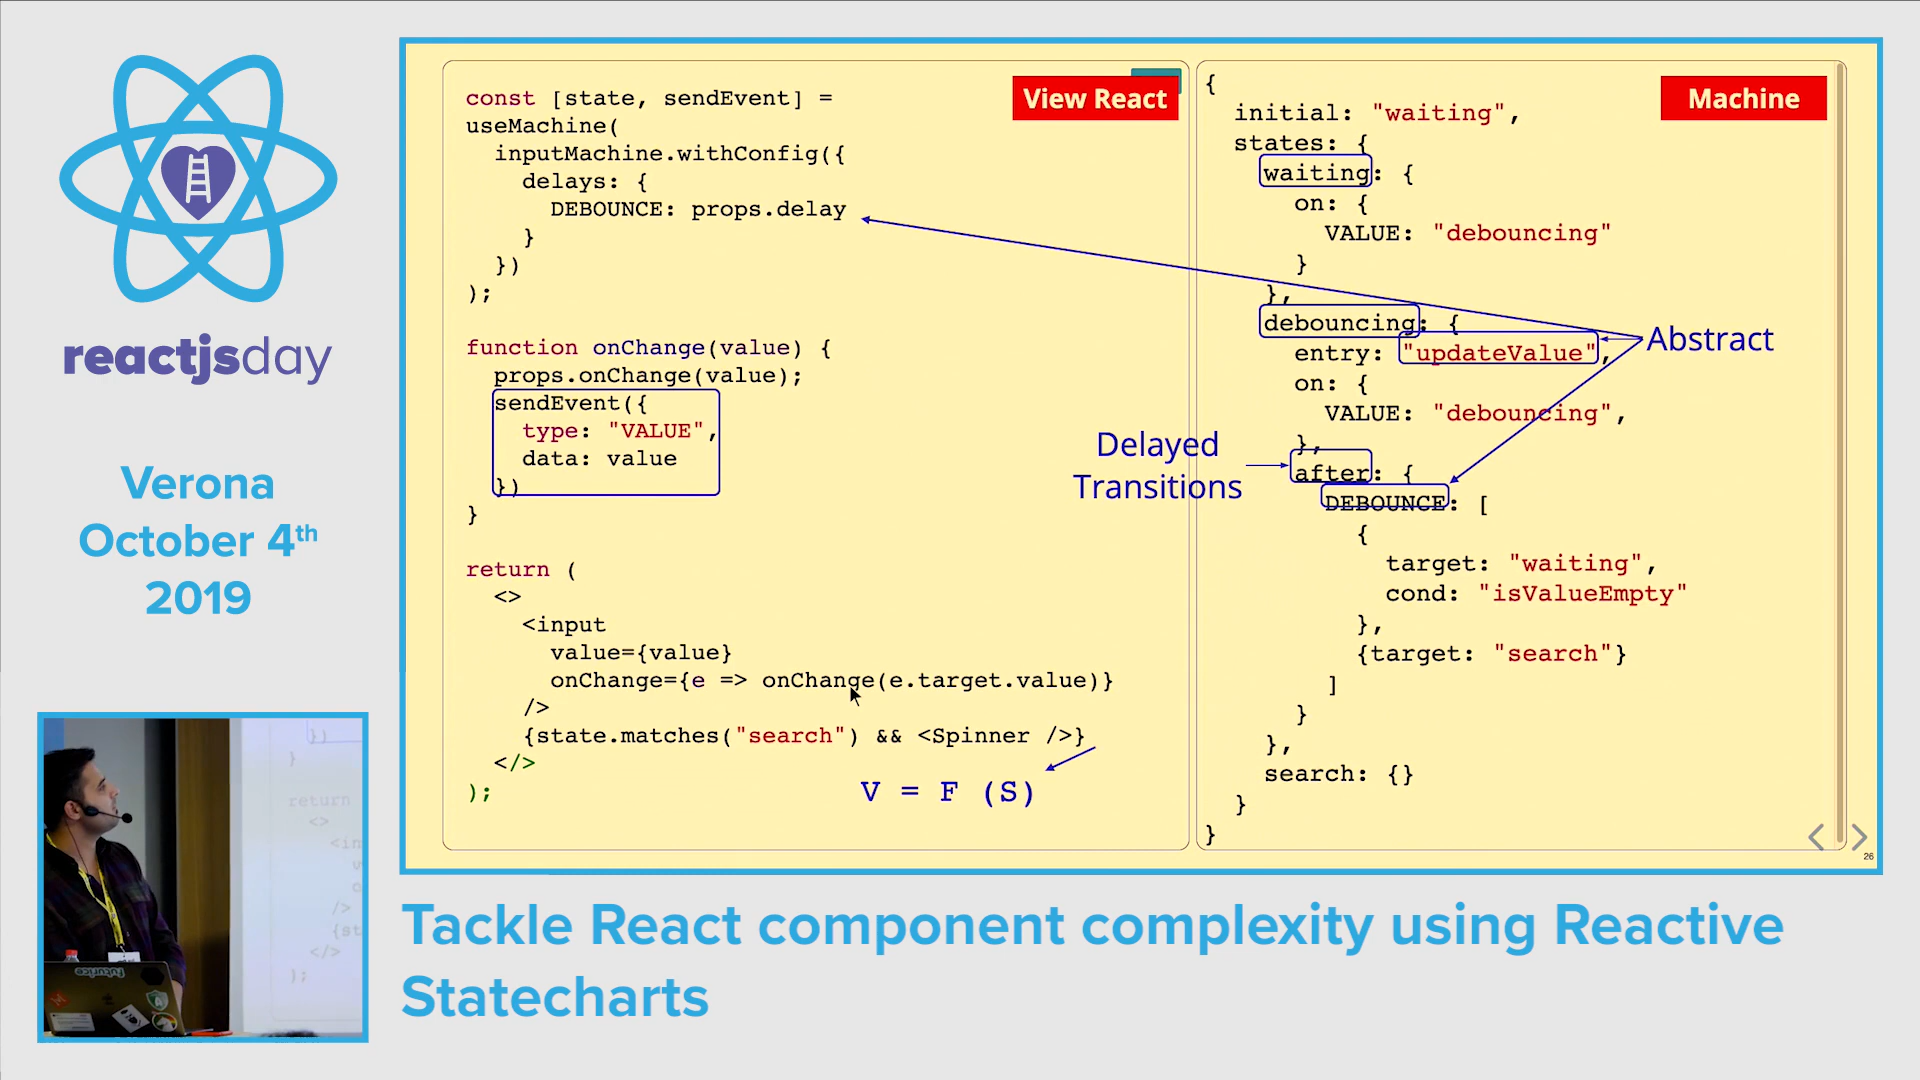 reactjsday
Verona
October 4th
2019
View React
const [state, sendEvent] =
useMachine(
inputMachine.withConfig({
delays: {
DEBOUNCE: props.delay
}
})
);
function onChange(value) {
props.onChange(value);
sendEvent({
type: "VALUE",
data: value
})
}
return (
<>
<input
value={value}
onChange={e => onChange(e.target.value)}
/>
{state.matches("search") && <Spinner />}
</>
);
V = F (S)
Delayed
Transitions
Machine
{
initial: "waiting",
states: {
waiting: {
on: {
VALUE: "debouncing"
}
},
debouncing: {
entry: "updateValue",
on: {
VALUE: "debouncing",
},
after: {
DEBOUNCE: [
{
target: "waiting",
cond: "isValueEmpty"
},
{target: "search"}
]
}
},
search: {}
}
}
Abstract
26
})
}
return
<>
/>
</>
);
futurice
Tackle React component complexity using Reactive
Statecharts